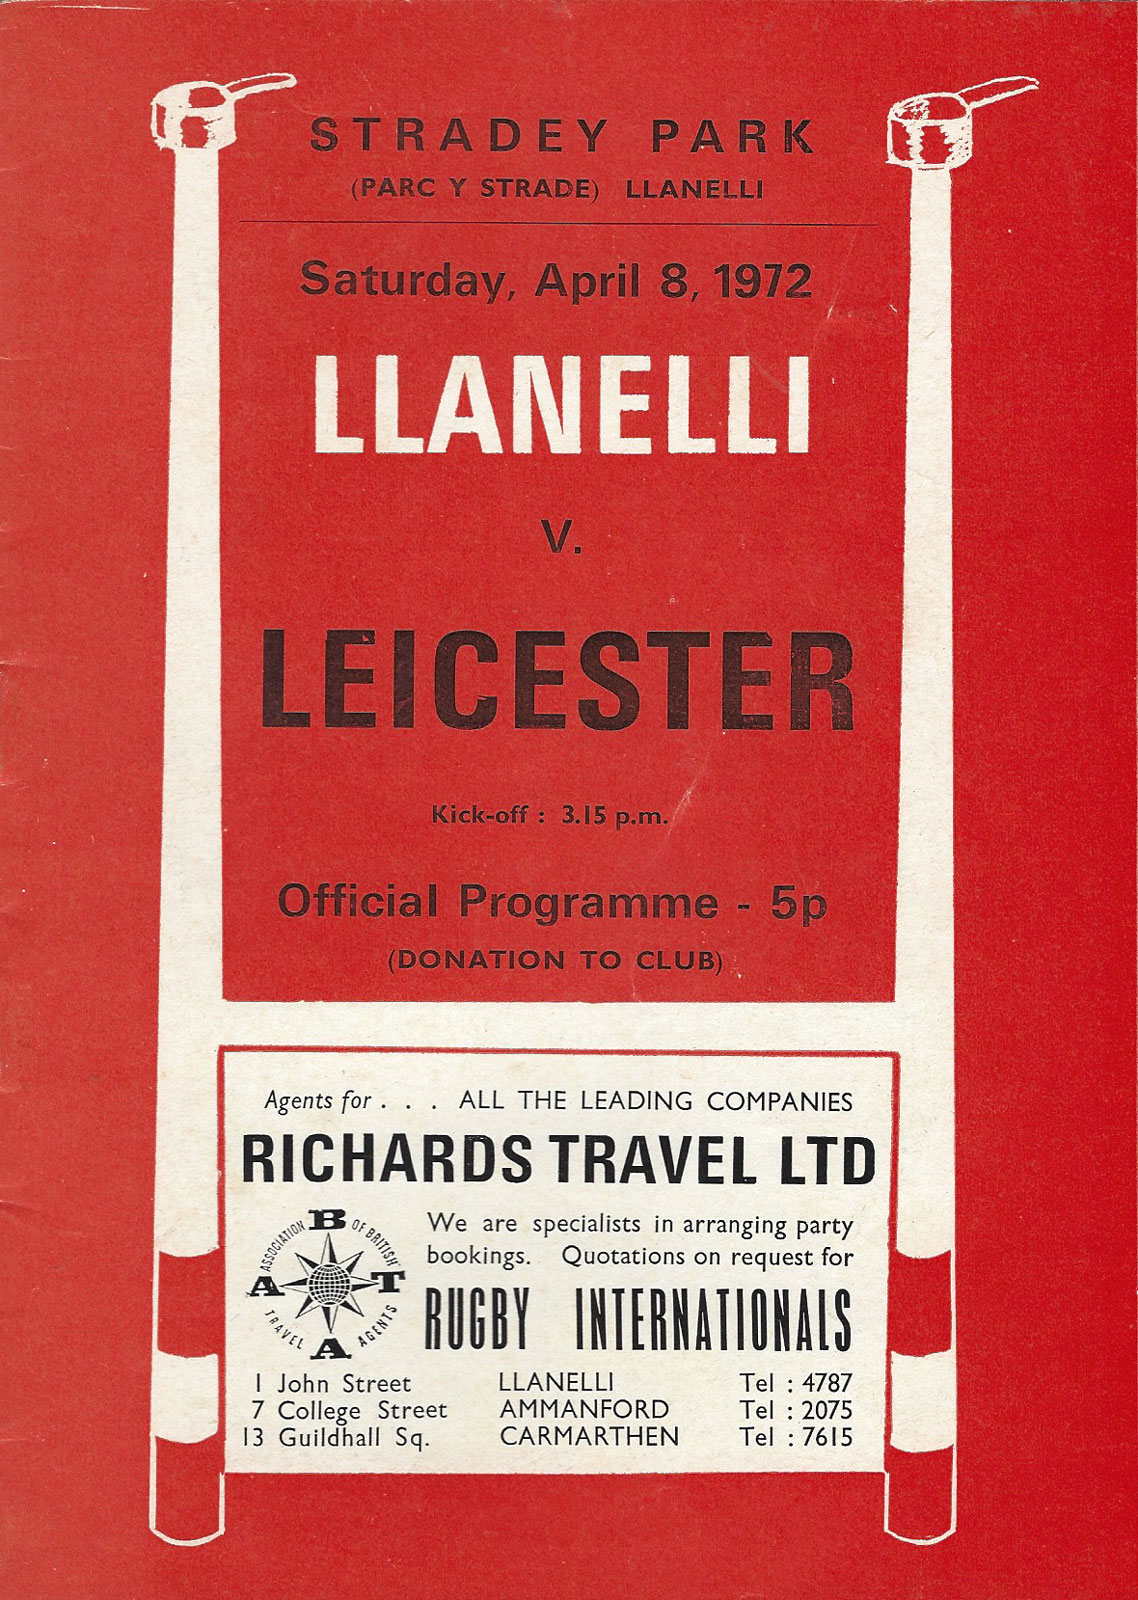 STRADEY PARK
(PARC Y STRADE) LLANELLI
Saturday, April 8, 1972
LLANELLI
v.
LEICESTER
Kick-off : 3.15 p.m.
Official Programme - 5p
(DONATION TO CLUB)
Agents for . . . ALL THE LEADING COMPANIES
RICHARDS TRAVEL LTD
ASSOCIATION OF BRITISH TRAVEL AGENTS
A B T A
We are specialists in arranging party
bookings. Quotations on request for
RUGBY INTERNATIONALS
1 John Street LLANELLI Tel : 4787
7 College Street AMMANFORD Tel : 2075
13 Guildhall Sq. CARMARTHEN Tel : 7615